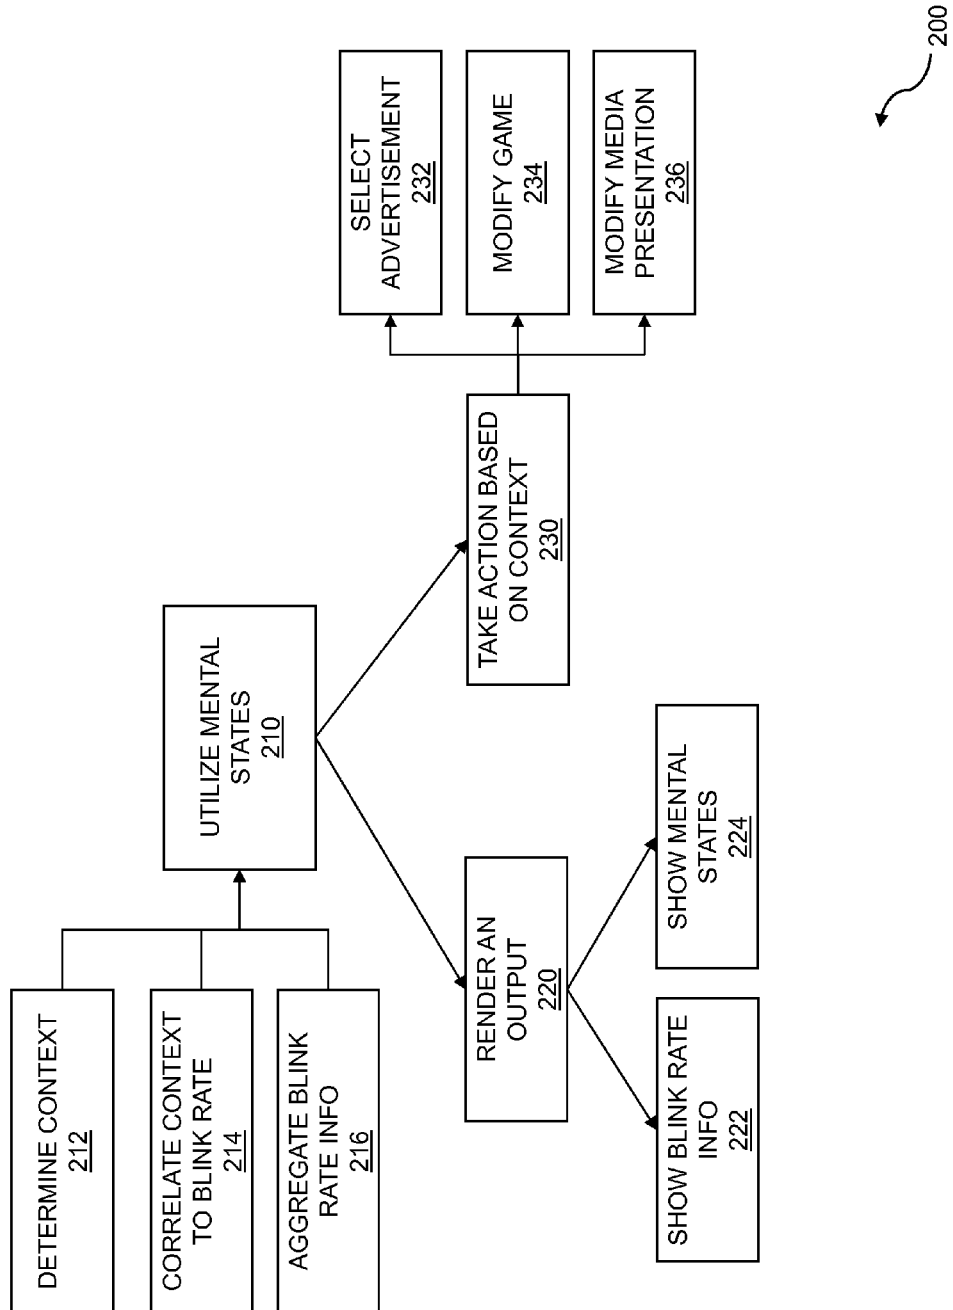 DETERMINE CONTEXT
212
CORRELATE CONTEXT
TO BLINK RATE
214
AGGREGATE BLINK
RATE INFO
216
UTILIZE MENTAL
STATES
210
RENDER AN
OUTPUT
220
SHOW BLINK RATE
INFO
222
SHOW MENTAL
STATES
224
TAKE ACTION BASED
ON CONTEXT
230
SELECT
ADVERTISEMENT
232
MODIFY GAME
234
MODIFY MEDIA
PRESENTATION
236
200